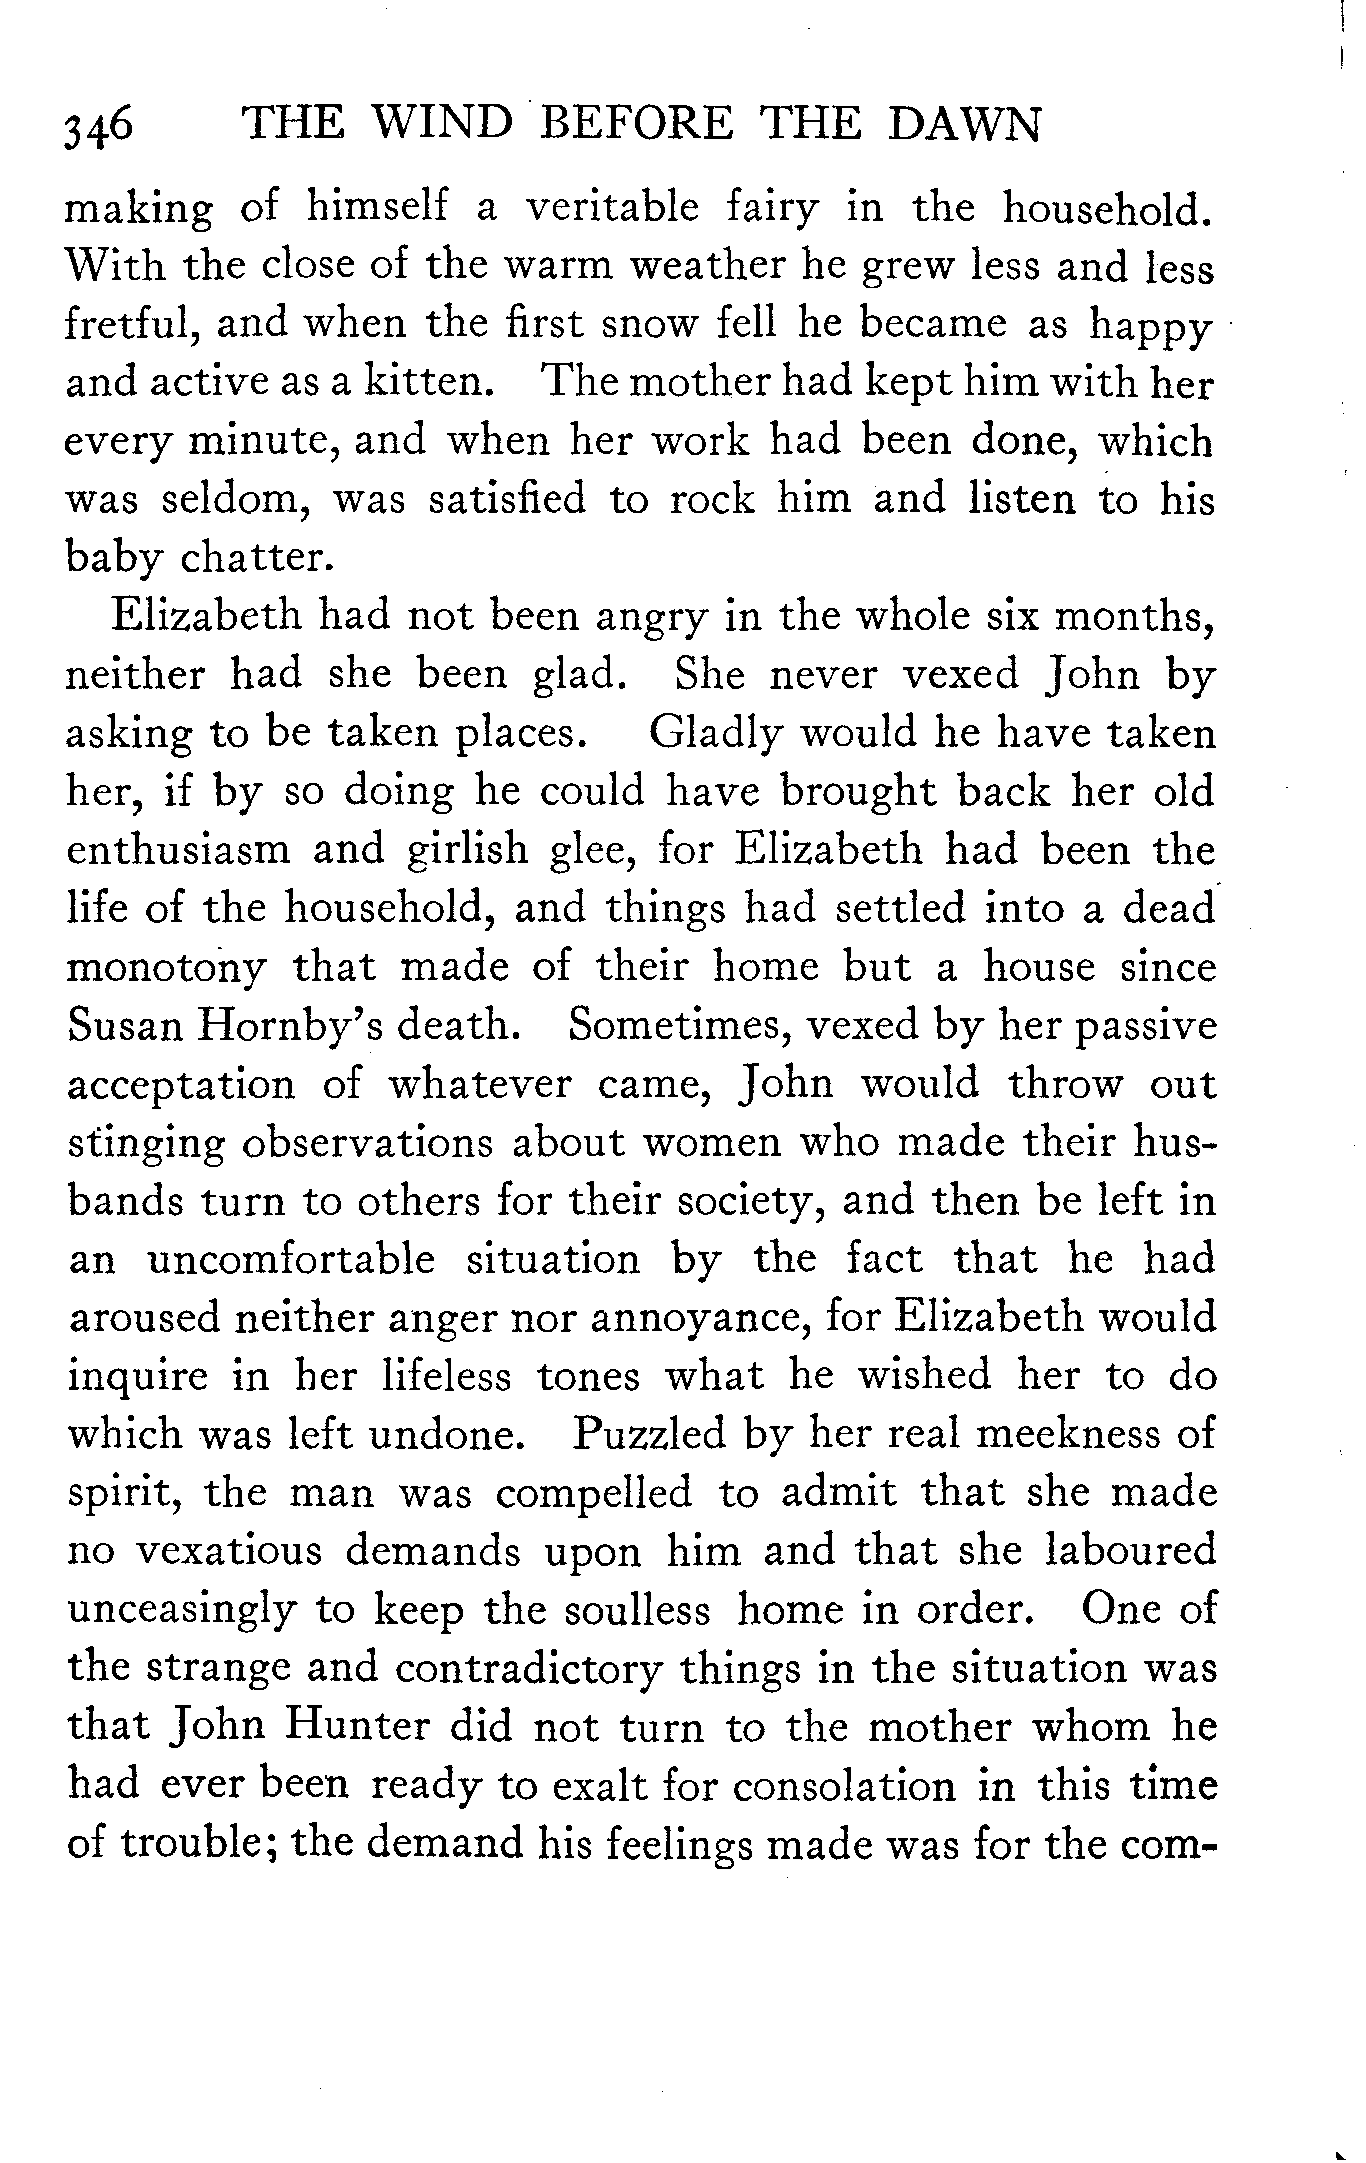 346 THE WIND BEFORE THE DAWN
making of himself a veritable fairy in the household.
With the close of the warm weather he grew less and less
fretful, and when the first snow fell he became as happy
and active as a kitten. The mother had kept him with her
every minute, and when her work had been done, which
was seldom, was satisfied to rock him and listen to his
baby chatter.
Elizabeth had not been angry in the whole six months,
neither had she been glad. She never vexed John by
asking to be taken places. Gladly would he have taken
her, if by so doing he could have brought back her old
enthusiasm and girlish glee, for Elizabeth had been the
life of the household, and things had settled into a dead
monotony that made of their home but a house since
Susan Hornby's death. Sometimes, vexed by her passive
acceptation of whatever came, John would throw out
stinging observations about women who made their hus-
bands turn to others for their society, and then be left in
an uncomfortable situation by the fact that he had
aroused neither anger nor annoyance, for Elizabeth would
inquire in her lifeless tones what he wished her to do
which was left undone. Puzzled by her real meekness of
spirit, the man was compelled to admit that she made
no vexatious demands upon him and that she laboured
unceasingly to keep the soulless home in order. One of
the strange and contradictory things in the situation was
that John Hunter did not turn to the mother whom he
had ever been ready to exalt for consolation in this time
of trouble; the demand his feelings made was for the com-